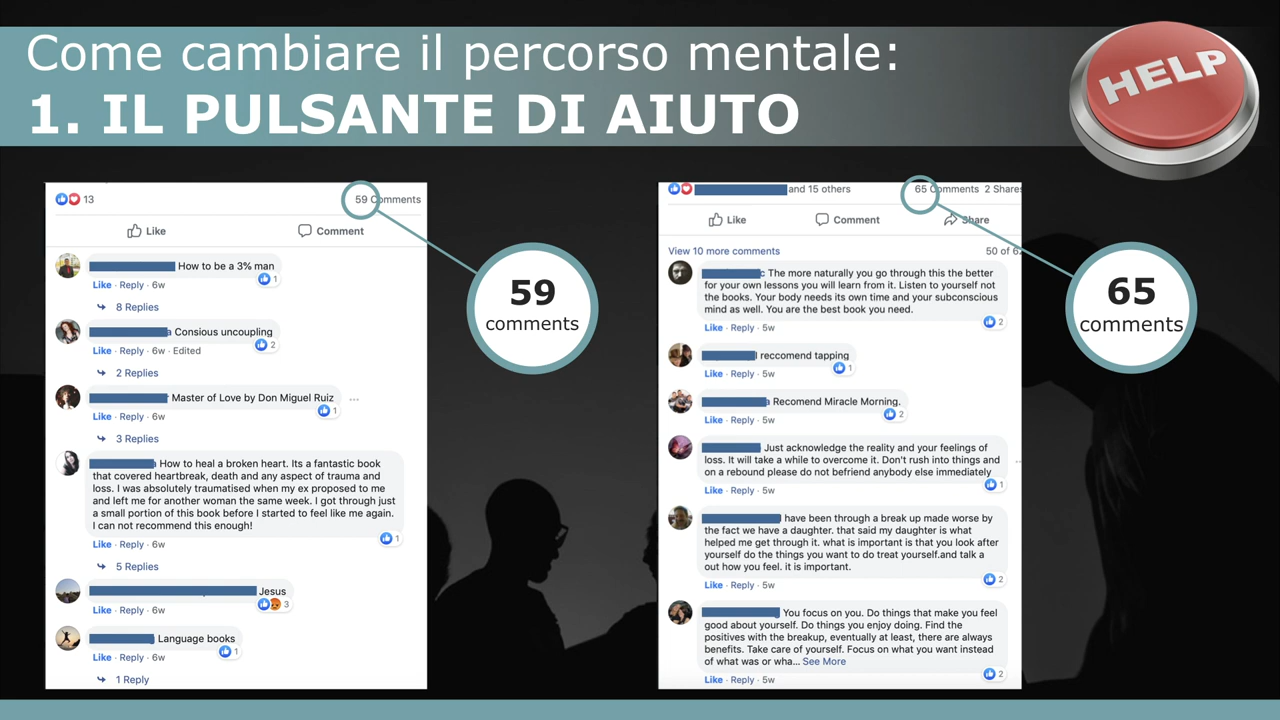 Come cambiare il percorso mentale:
1. IL PULSANTE DI AIUTO
HELP
13
59 Comments
Like
Comment
How to be a 3% man
1
Like · Reply · 6w
8 Replies
Consious uncoupling
2
Like · Reply · 6w · Edited
2 Replies
Master of Love by Don Miguel Ruiz
1
Like · Reply · 6w
3 Replies
How to heal a broken heart. Its a fantastic book
that covered heartbreak, death and any aspect of trauma and
loss. I was absolutely traumatised when my ex proposed to me
and left me for another woman the same week. I got through just
a small portion of this book before I started to feel like me again.
I can not recommend this enough!
1
Like · Reply · 6w
5 Replies
Jesus
3
Like · Reply · 6w
Language books
1
Like · Reply · 6w
1 Reply
59
comments
and 15 others
65 Comments 2 Shares
Like
Comment
Share
View 10 more comments
50 of 62
The more naturally you go through this the better
for your own lessons you will learn from it. Listen to yourself not
the books. Your body needs its own time and your subconscious
mind as well. You are the best book you need.
2
Like · Reply · 5w
I reccomend tapping
1
Like · Reply · 5w
Recomend Miracle Morning.
2
Like · Reply · 5w
Just acknowledge the reality and your feelings of
loss. It will take a while to overcome it. Don't rush into things and
on a rebound please do not befriend anybody else immediately
1
Like · Reply · 5w
I have been through a break up made worse by
the fact we have a daughter. that said my daughter is what
helped me get through it. what is important is that you look after
yourself do the things you want to do treat yourself.and talk a
out how you feel. it is important.
2
Like · Reply · 5w
You focus on you. Do things that make you feel
good about yourself. Do things you enjoy doing. Find the
positives with the breakup, eventually at least, there are always
benefits. Take care of yourself. Focus on what you want instead
of what was or wha... See More
2
Like · Reply · 5w
65
comments